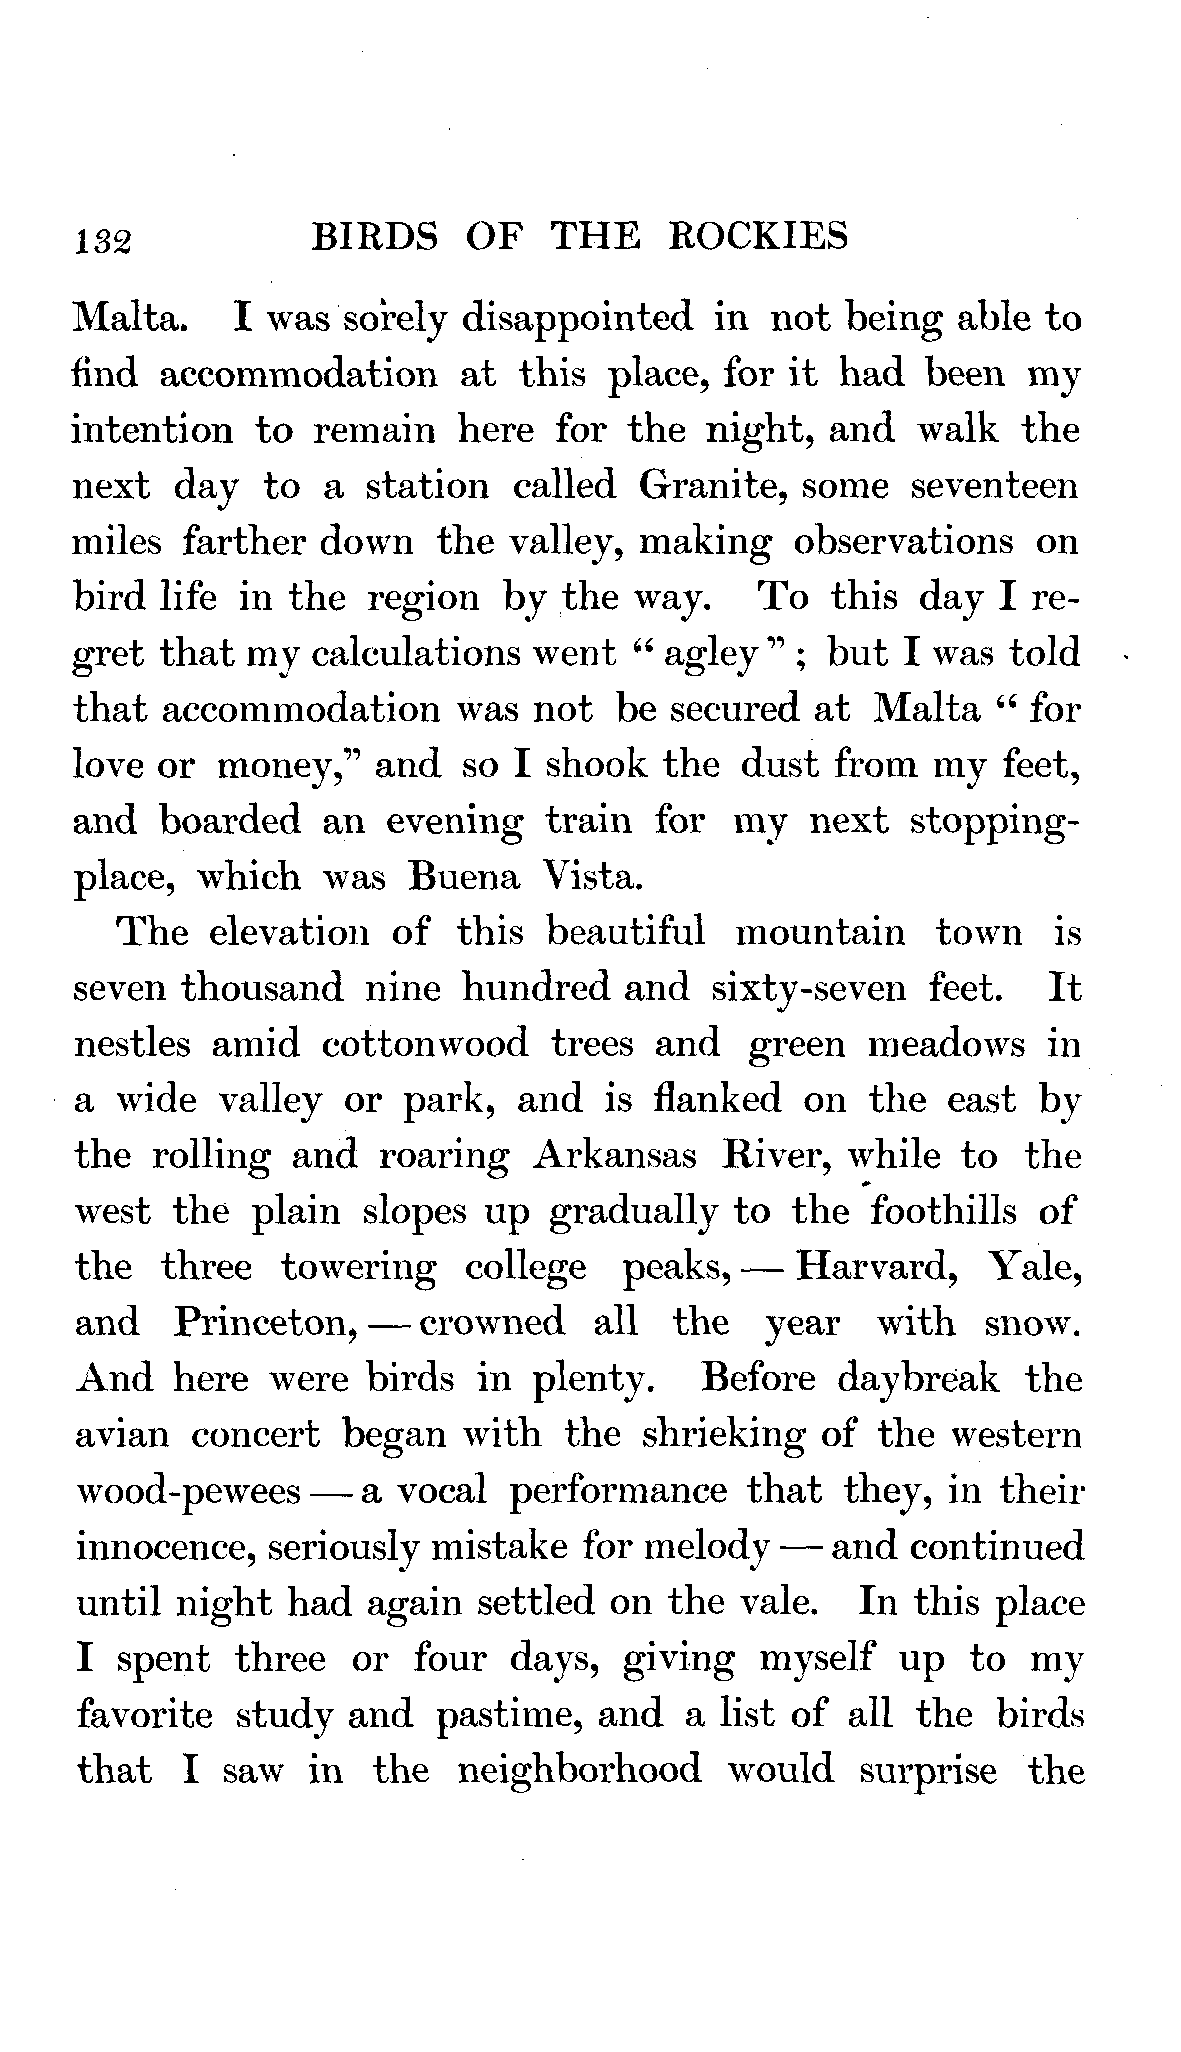 132 BIRDS OF THE ROCKIES
Malta. I was sorely disappointed in not being able to
find accommodation at this place, for it had been my
intention to remain here for the night, and walk the
next day to a station called Granite, some seventeen
miles farther down the valley, making observations on
bird life in the region by the way. To this day I re-
gret that my calculations went “ agley ” ; but I was told
that accommodation was not be secured at Malta “ for
love or money,” and so I shook the dust from my feet,
and boarded an evening train for my next stopping-
place, which was Buena Vista.
The elevation of this beautiful mountain town is
seven thousand nine hundred and sixty-seven feet. It
nestles amid cottonwood trees and green meadows in
a wide valley or park, and is flanked on the east by
the rolling and roaring Arkansas River, while to the
west the plain slopes up gradually to the foothills of
the three towering college peaks, — Harvard, Yale,
and Princeton, — crowned all the year with snow.
And here were birds in plenty. Before daybreak the
avian concert began with the shrieking of the western
wood-pewees — a vocal performance that they, in their
innocence, seriously mistake for melody — and continued
until night had again settled on the vale. In this place
I spent three or four days, giving myself up to my
favorite study and pastime, and a list of all the birds
that I saw in the neighborhood would surprise the